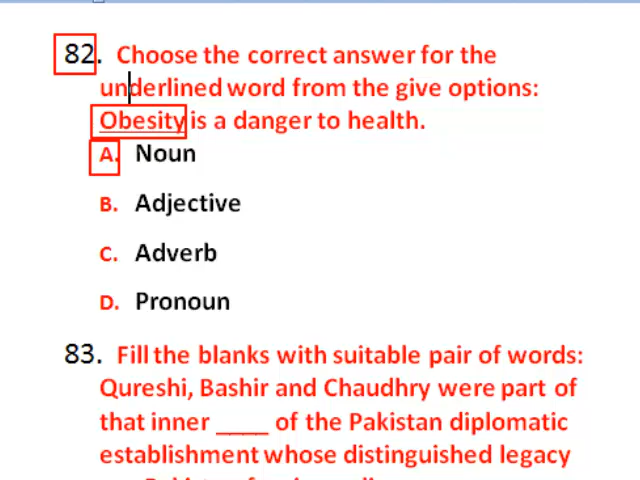 82. Choose the correct answer for the
underlined word from the give options:
Obesity is a danger to health.
A. Noun
B. Adjective
C. Adverb
D. Pronoun
83. Fill the blanks with suitable pair of words:
Qureshi, Bashir and Chaudhry were part of
that inner ____ of the Pakistan diplomatic
establishment whose distinguished legacy